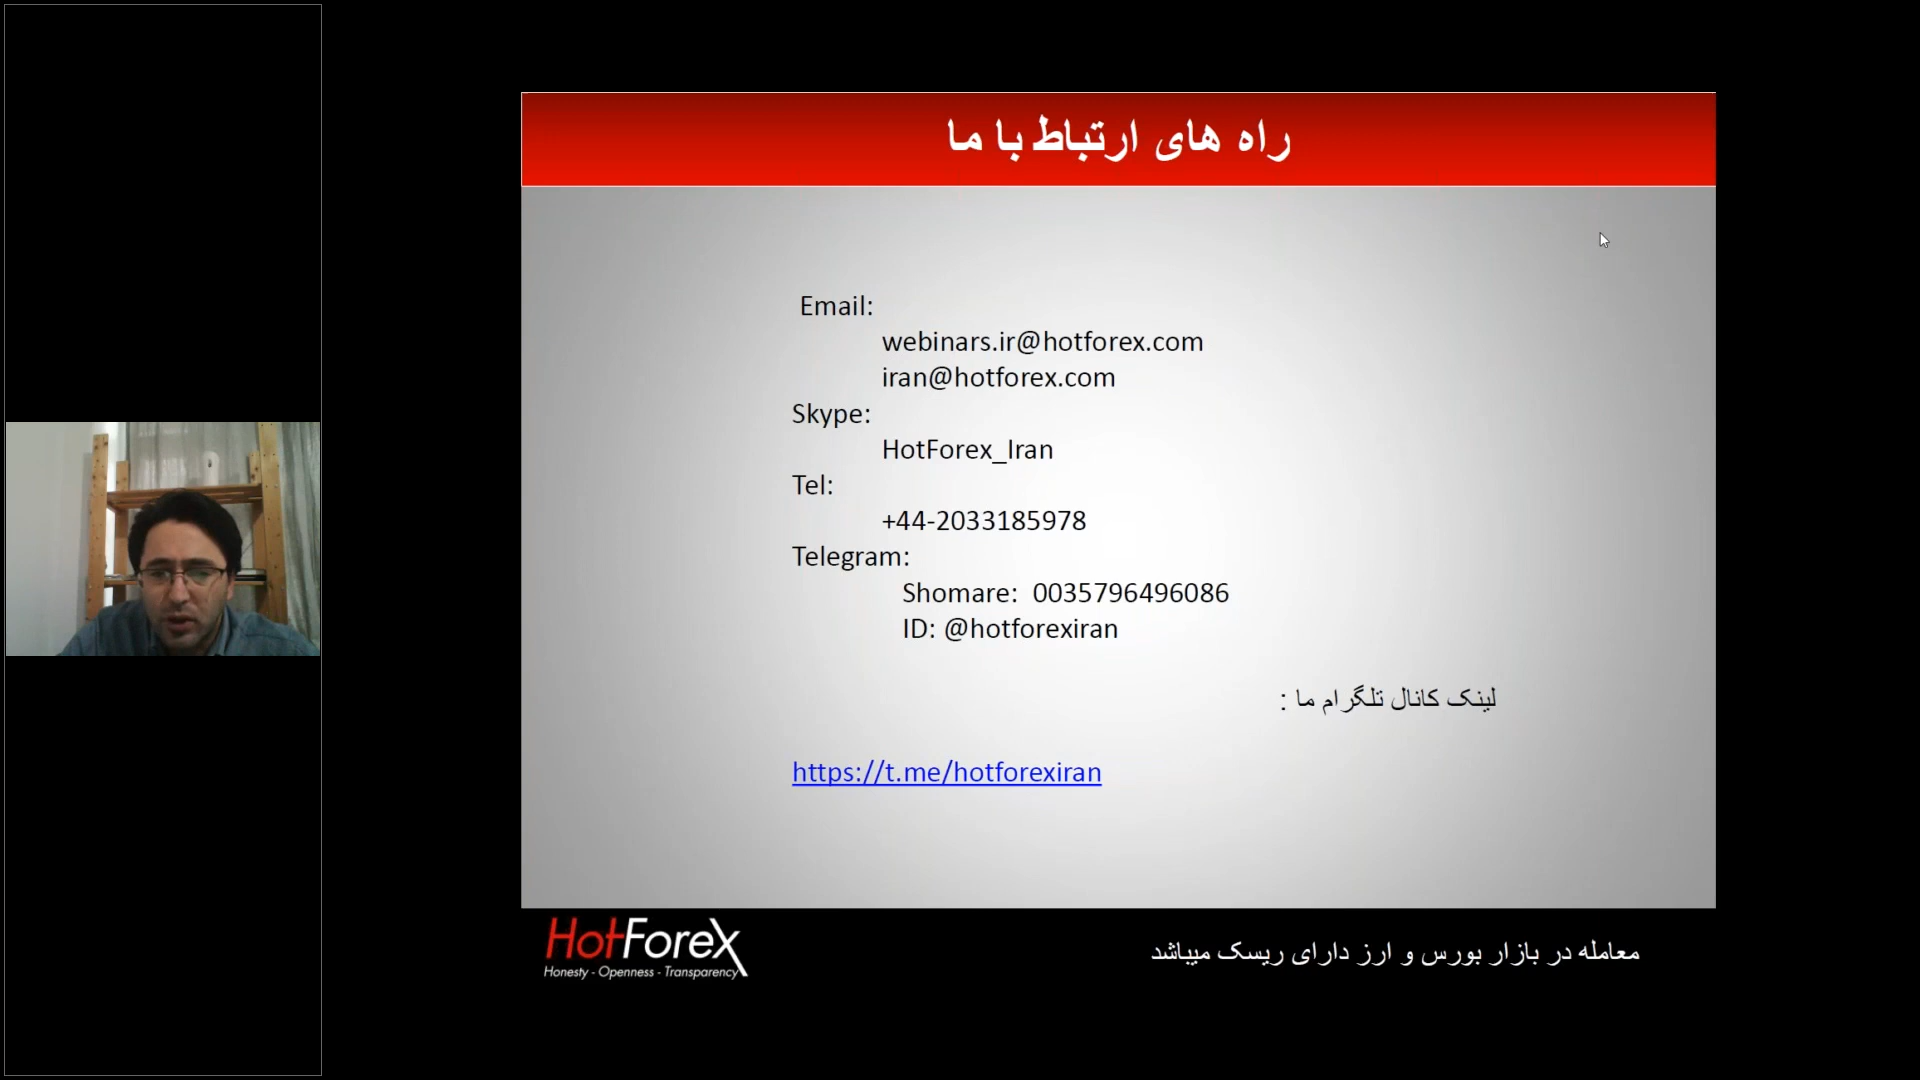 راه های ارتباط با ما
Email:
webinars.ir@hotforex.com
iran@hotforex.com
Skype:
HotForex_Iran
Tel:
+44-2033185978
Telegram:
Shomare: 0035796496086
ID: @hotforexiran
لینک کانال تلگرام ما :
https://t.me/hotforexiran
HotForex
Honesty - Openness - Transparency
معامله در بازار بورس و ارز دارای ریسک میباشد